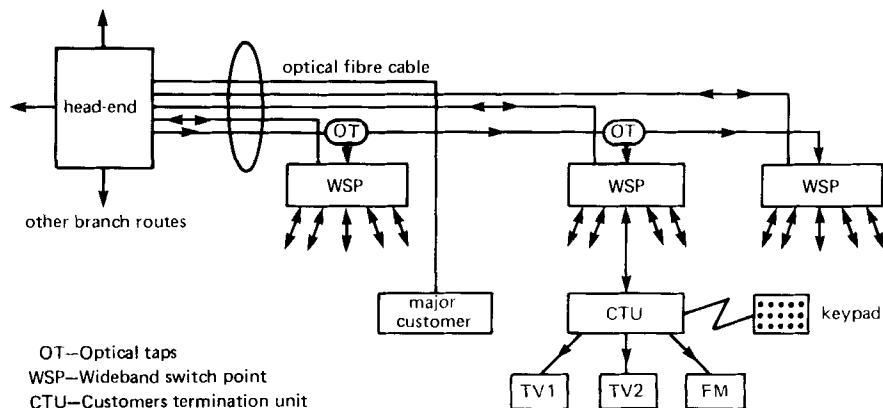 optical fibre cable
head-end
OT
OT
WSP
WSP
WSP
other branch routes
major
customer
CTU
keypad
OT—Optical taps
WSP—Wideband switch point
CTU—Customers termination unit
TV1
TV2
FM